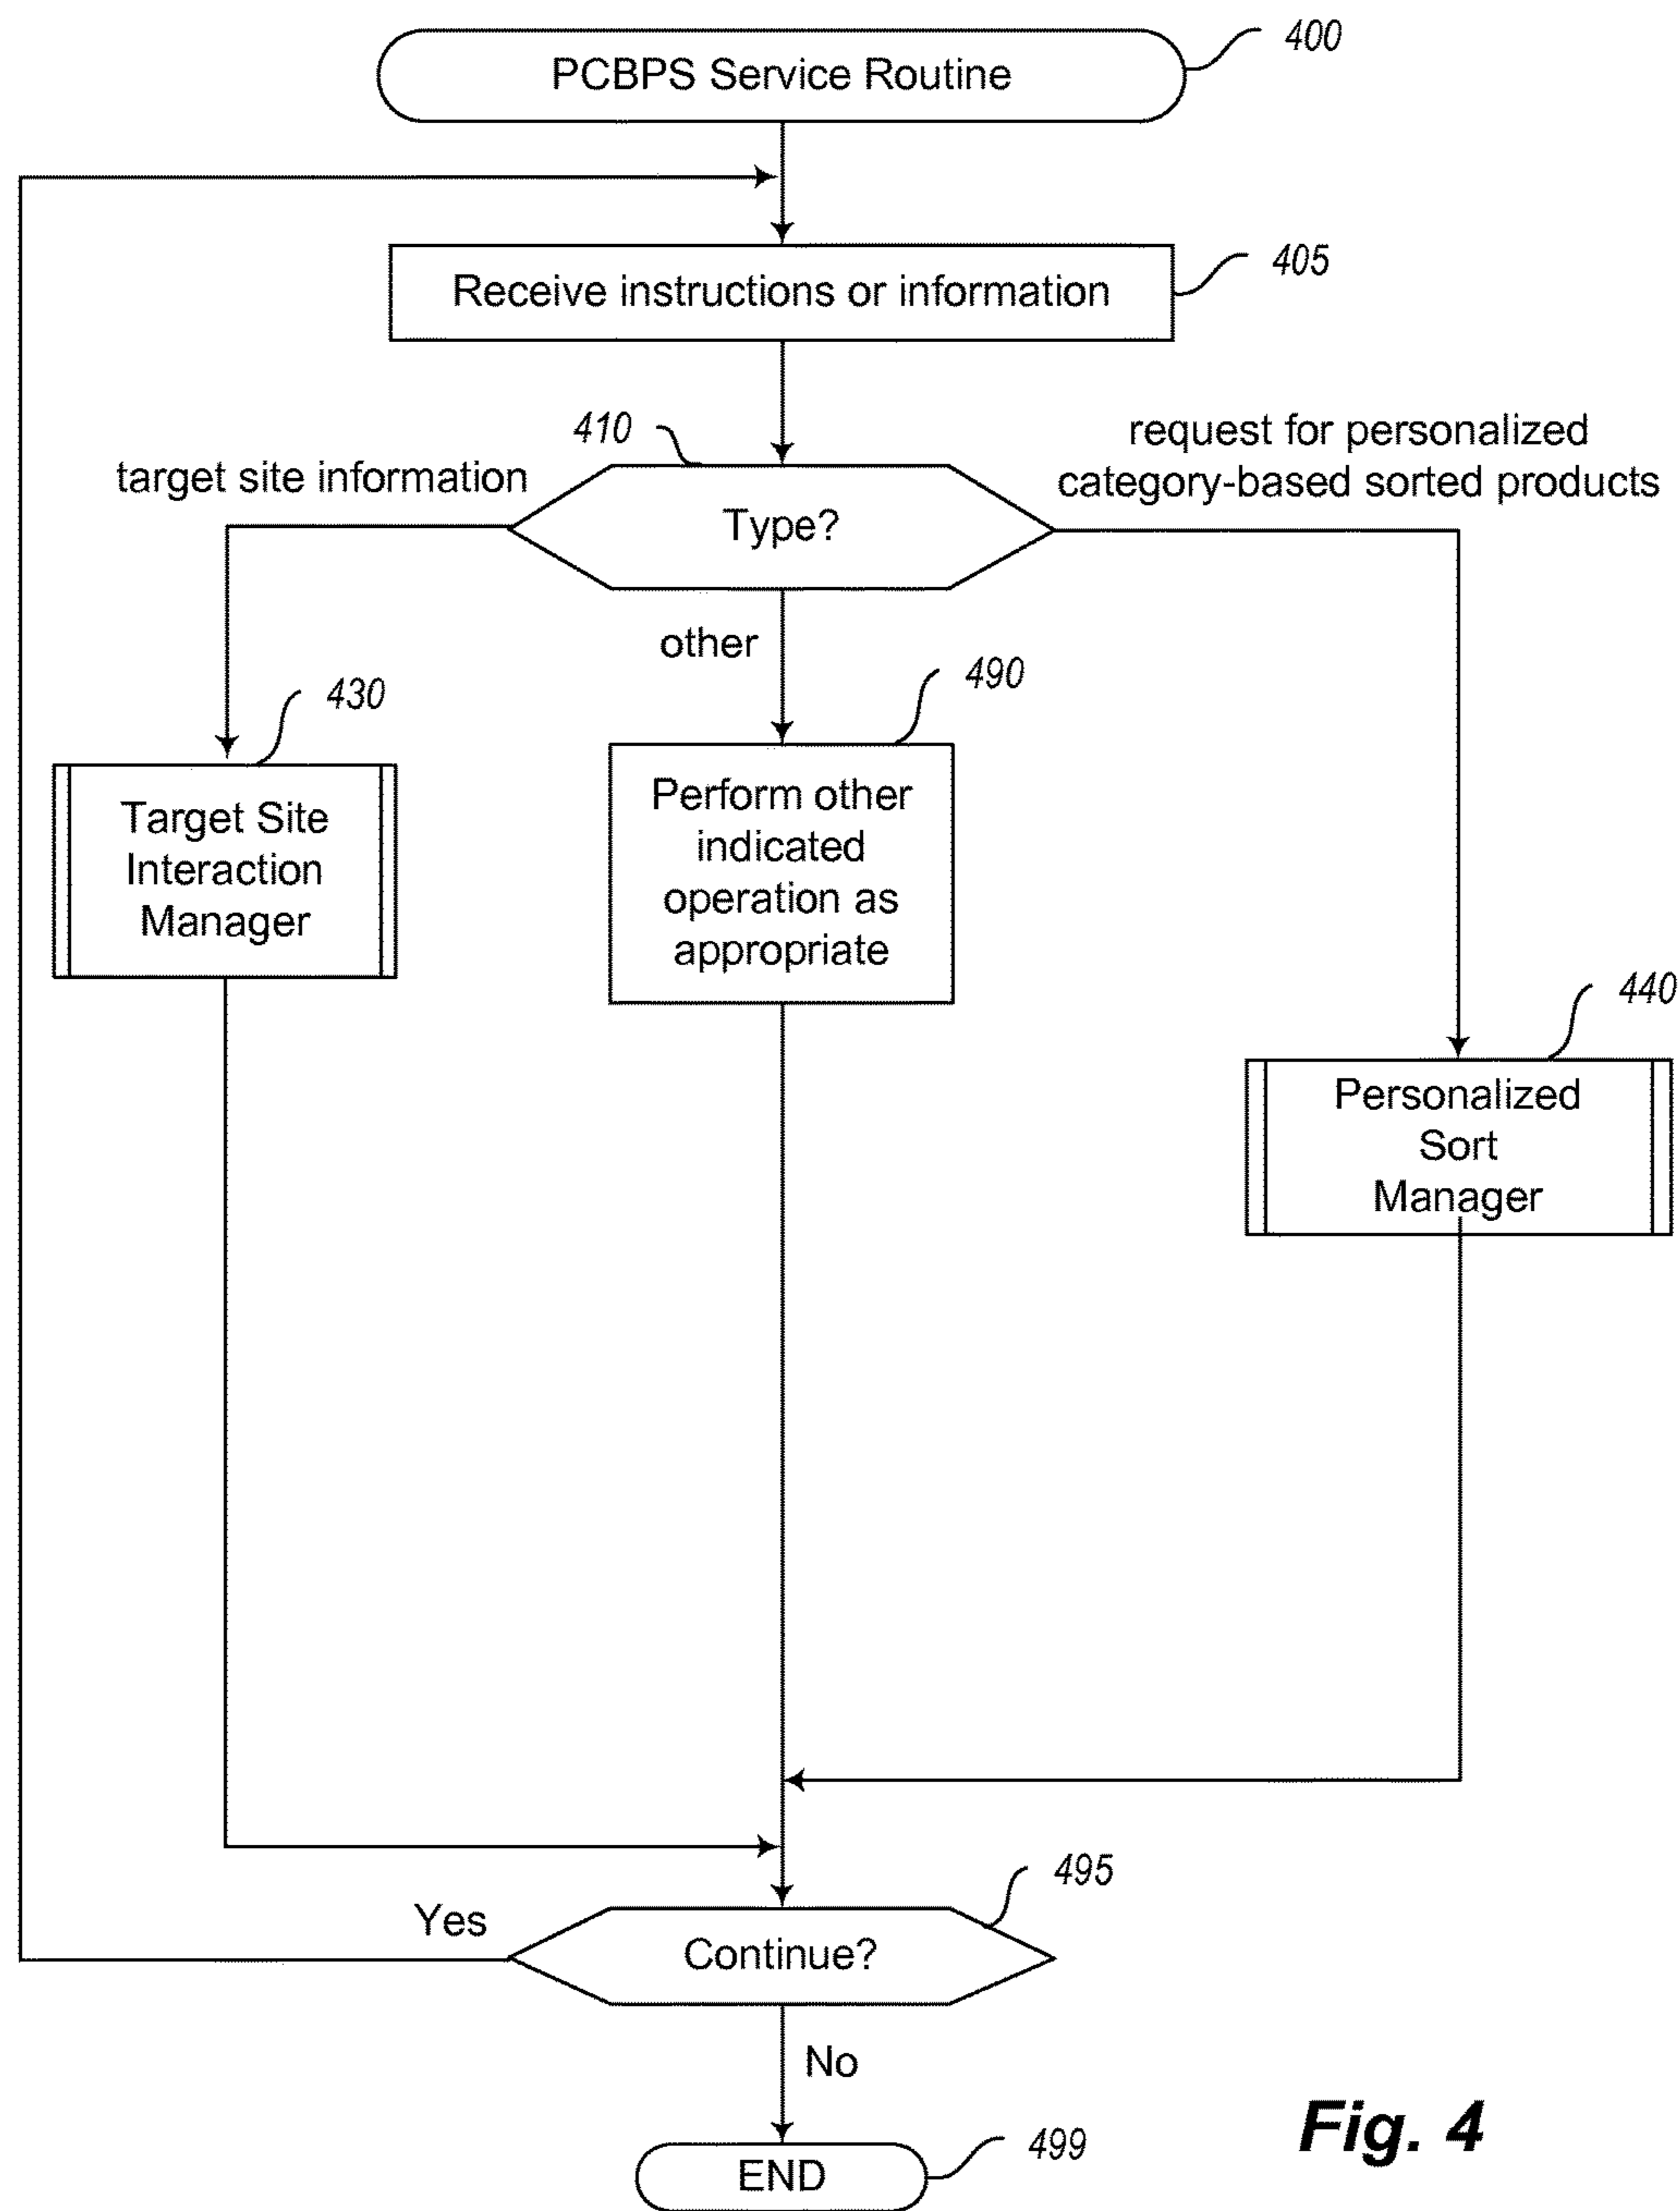 PCBPS Service Routine
400
Receive instructions or information
405
410
target site information
request for personalized
category-based sorted products
Type?
other
430
490
Target Site
Interaction
Manager
Perform other
indicated
operation as
appropriate
440
Personalized
Sort
Manager
495
Yes
Continue?
No
END
499
Fig. 4